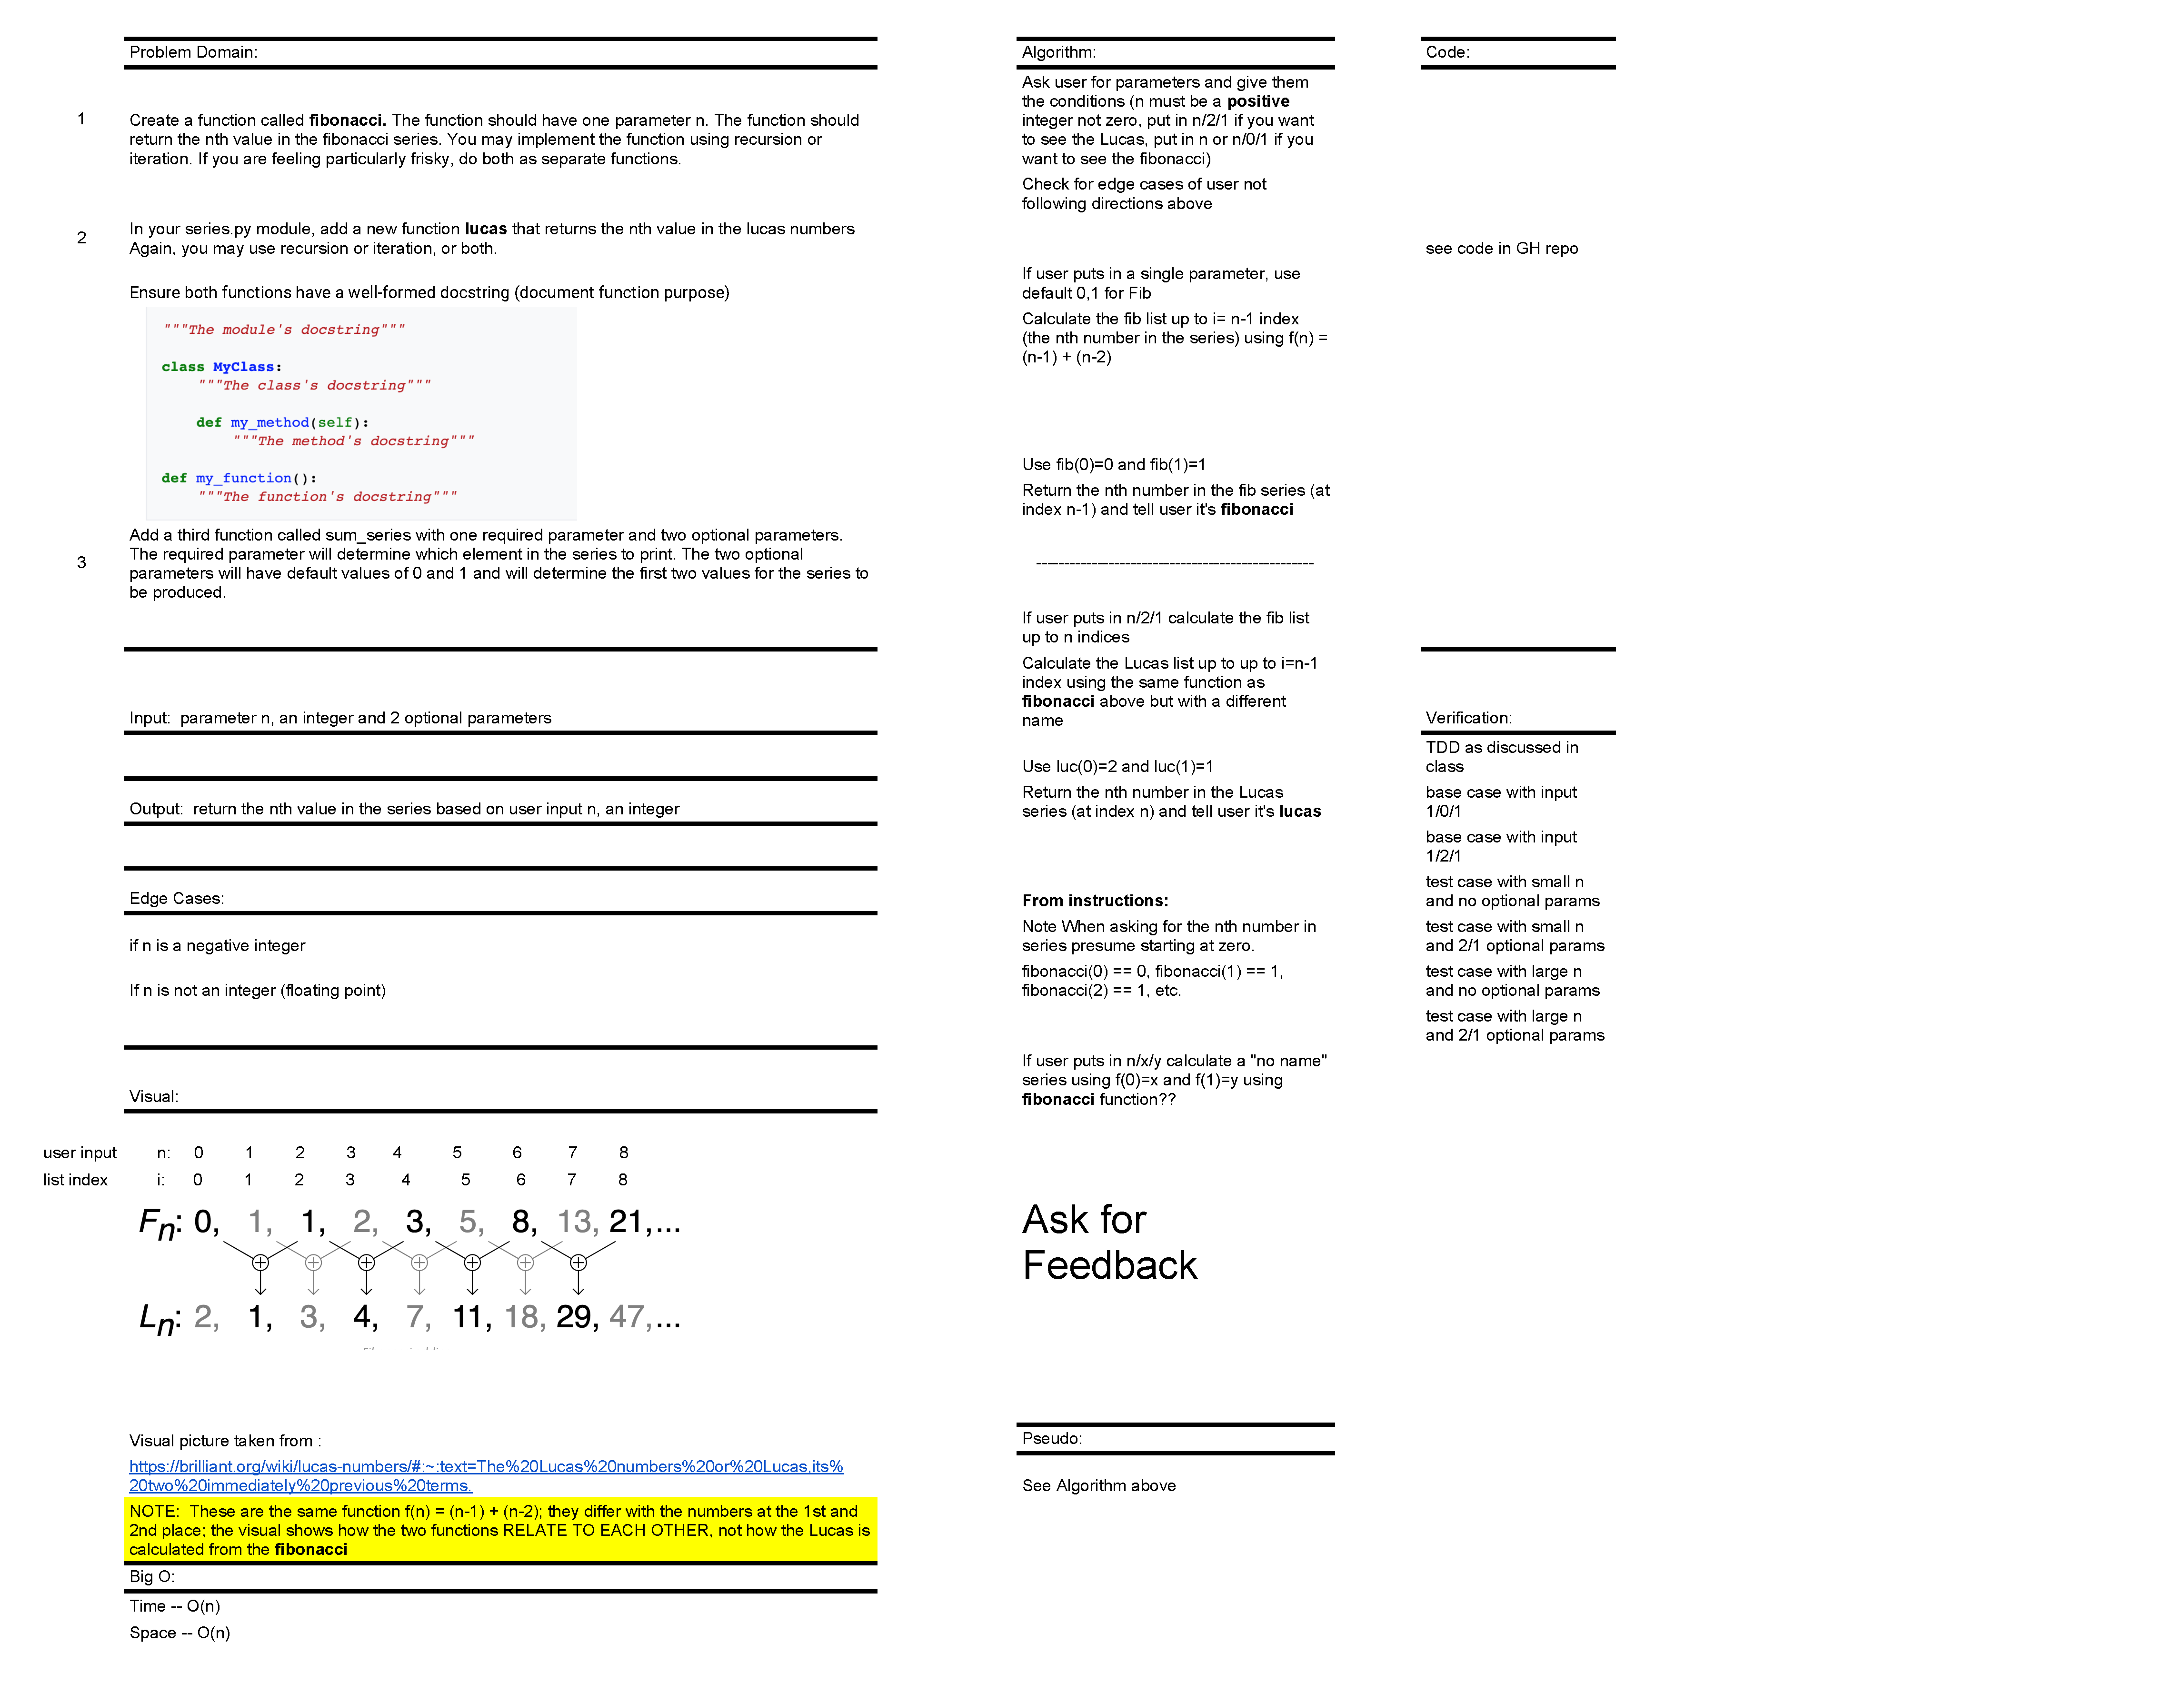 Problem Domain:
1
Create a function called fibonacci. The function should have one parameter n. The function should
return the nth value in the fibonacci series. You may implement the function using recursion or
iteration. If you are feeling particularly frisky, do both as separate functions.
2
In your series.py module, add a new function lucas that returns the nth value in the lucas numbers
Again, you may use recursion or iteration, or both.
Ensure both functions have a well-formed docstring (document function purpose)
"""The module's docstring"""
class MyClass:
"""The class's docstring"""
def my_method(self):
"""The method's docstring"""
def my_function():
"""The function's docstring"""
3
Add a third function called sum_series with one required parameter and two optional parameters.
The required parameter will determine which element in the series to print. The two optional
parameters will have default values of 0 and 1 and will determine the first two values for the series to
be produced.
Input:  parameter n, an integer and 2 optional parameters
Output:  return the nth value in the series based on user input n, an integer
Edge Cases:
if n is a negative integer
If n is not an integer (floating point)
Visual:
user input n: 0 1 2 3 4 5 6 7 8
list index i: 0 1 2 3 4 5 6 7 8
Fn: 0, 1, 1, 2, 3, 5, 8, 13, 21,...
Ln: 2, 1, 3, 4, 7, 11, 18, 29, 47,...
Visual picture taken from :
https://brilliant.org/wiki/lucas-numbers/#:~:text=The%20Lucas%20numbers%20or%20Lucas,its%
20two%20immediately%20previous%20terms.
NOTE:  These are the same function f(n) = (n-1) + (n-2); they differ with the numbers at the 1st and
2nd place; the visual shows how the two functions RELATE TO EACH OTHER, not how the Lucas is
calculated from the fibonacci
Big O:
Time -- O(n)
Space -- O(n)
Algorithm:
Ask user for parameters and give them
the conditions (n must be a positive
integer not zero, put in n/2/1 if you want
to see the Lucas, put in n or n/0/1 if you
want to see the fibonacci)
Check for edge cases of user not
following directions above
If user puts in a single parameter, use
default 0,1 for Fib
Calculate the fib list up to i= n-1 index
(the nth number in the series) using f(n) =
(n-1) + (n-2)
Use fib(0)=0 and fib(1)=1
Return the nth number in the fib series (at
index n-1) and tell user it's fibonacci
--------------------------------------------------
If user puts in n/2/1 calculate the fib list
up to n indices
Calculate the Lucas list up to up to i=n-1
index using the same function as
fibonacci above but with a different
name
Use luc(0)=2 and luc(1)=1
Return the nth number in the Lucas
series (at index n) and tell user it's lucas
From instructions:
Note When asking for the nth number in
series presume starting at zero.
fibonacci(0) == 0, fibonacci(1) == 1,
fibonacci(2) == 1, etc.
If user puts in n/x/y calculate a "no name"
series using f(0)=x and f(1)=y using
fibonacci function??
Ask for
Feedback
Pseudo:
See Algorithm above
Code:
see code in GH repo
Verification:
TDD as discussed in
class
base case with input
1/0/1
base case with input
1/2/1
test case with small n
and no optional params
test case with small n
and 2/1 optional params
test case with large n
and no optional params
test case with large n
and 2/1 optional params